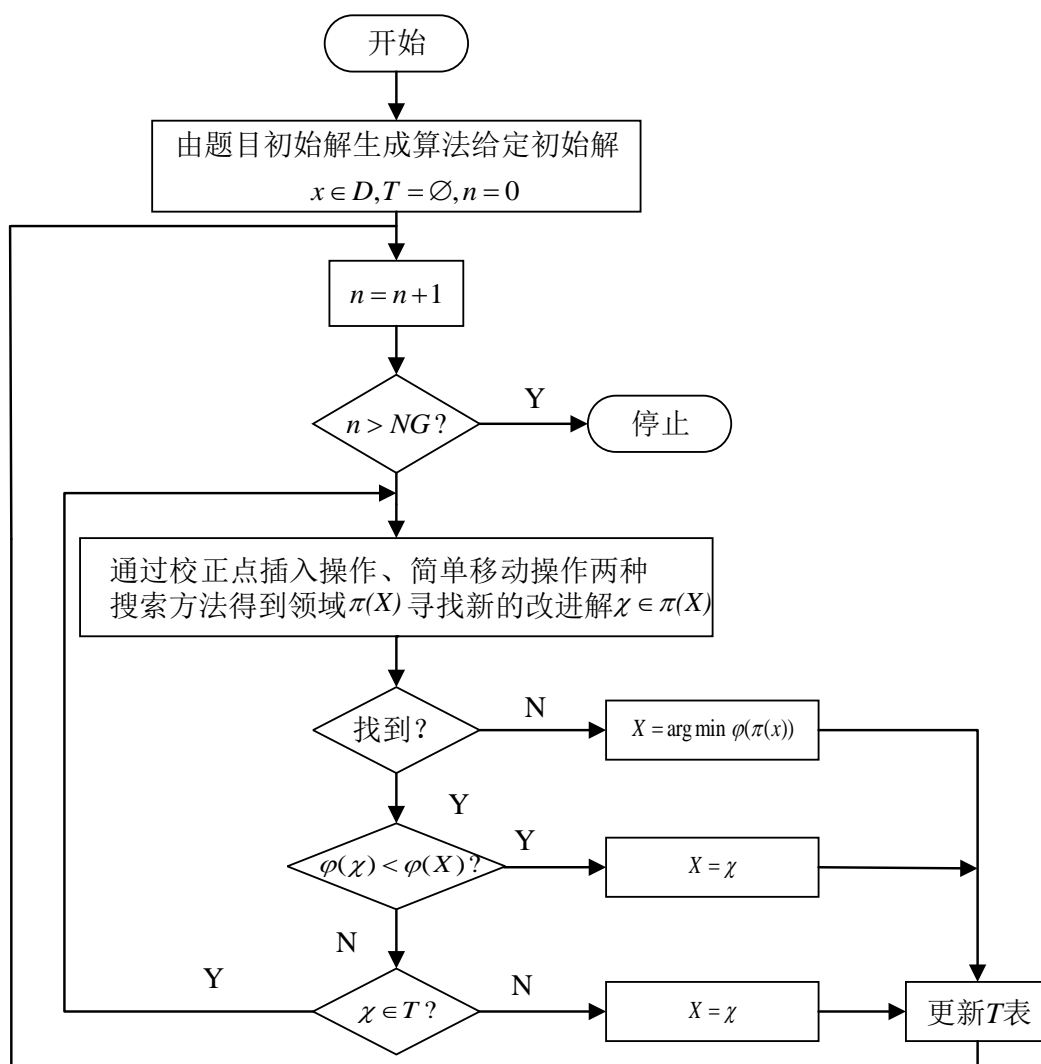 开始
由题目初始解生成算法给定初始解
x∈D,T=∅,n=0
n=n+1
n>NG?
Y
停止
通过校正点插入操作、简单移动操作两种
搜索方法得到领域π(X)寻找新的改进解χ∈π(X)
找到?
N
X=arg min φ(π(x))
Y
φ(χ)<φ(X)?
Y
X=χ
N
Y
χ∈T?
N
X=χ
更新T表